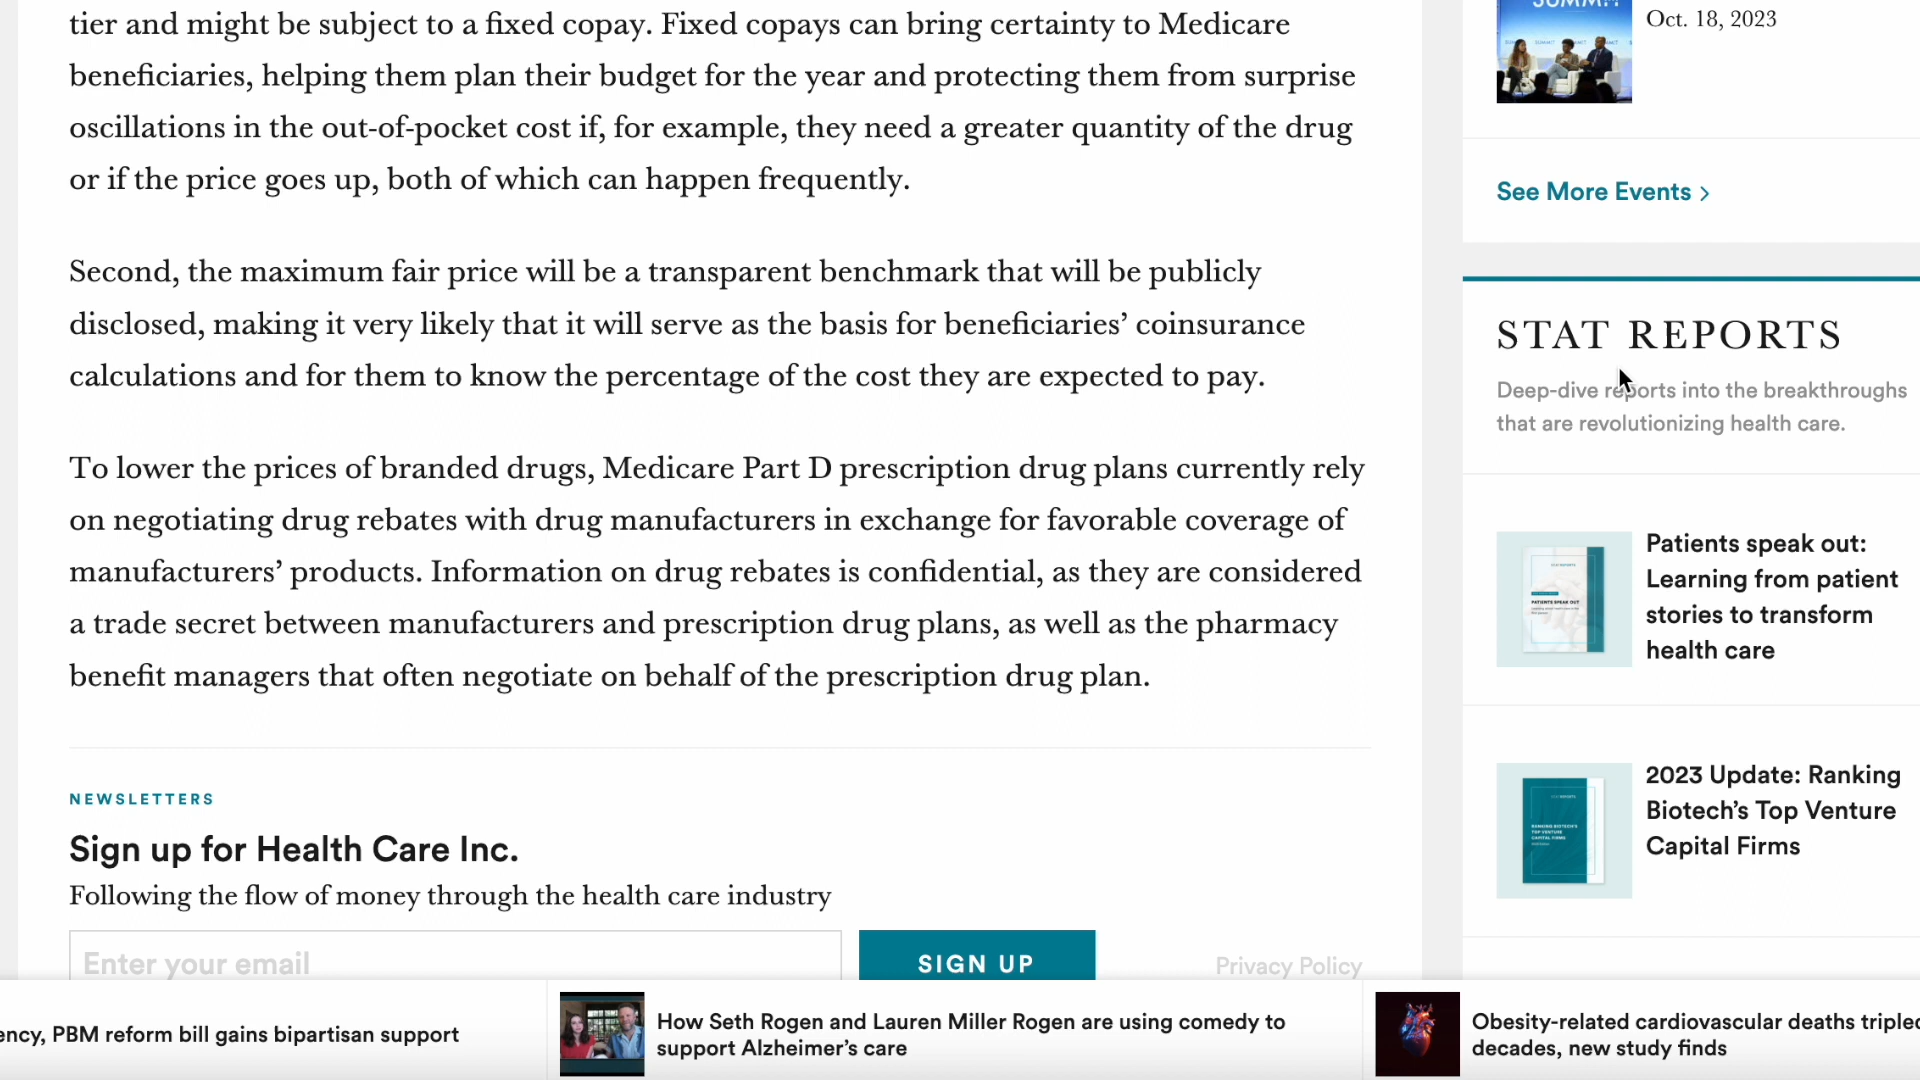 tier and might be subject to a fixed copay. Fixed copays can bring certainty to Medicare
beneficiaries, helping them plan their budget for the year and protecting them from surprise
oscillations in the out-of-pocket cost if, for example, they need a greater quantity of the drug
or if the price goes up, both of which can happen frequently.
Second, the maximum fair price will be a transparent benchmark that will be publicly
disclosed, making it very likely that it will serve as the basis for beneficiaries’ coinsurance
calculations and for them to know the percentage of the cost they are expected to pay.
To lower the prices of branded drugs, Medicare Part D prescription drug plans currently rely
on negotiating drug rebates with drug manufacturers in exchange for favorable coverage of
manufacturers’ products. Information on drug rebates is confidential, as they are considered
a trade secret between manufacturers and prescription drug plans, as well as the pharmacy
benefit managers that often negotiate on behalf of the prescription drug plan.
NEWSLETTERS
Sign up for Health Care Inc.
Following the flow of money through the health care industry
Enter your email
SIGN UP
Privacy Policy
SUMMIT
Oct. 18, 2023
See More Events >
STAT REPORTS
Deep-dive reports into the breakthroughs
that are revolutionizing health care.
PATIENTS SPEAK OUT
Patients speak out:
Learning from patient
stories to transform
health care
RANKING BIOTECH'S
TOP VENTURE
CAPITAL FIRMS
2023 Update: Ranking
Biotech’s Top Venture
Capital Firms
ency, PBM reform bill gains bipartisan support
How Seth Rogen and Lauren Miller Rogen are using comedy to
support Alzheimer’s care
Obesity-related cardiovascular deaths tripled
decades, new study finds